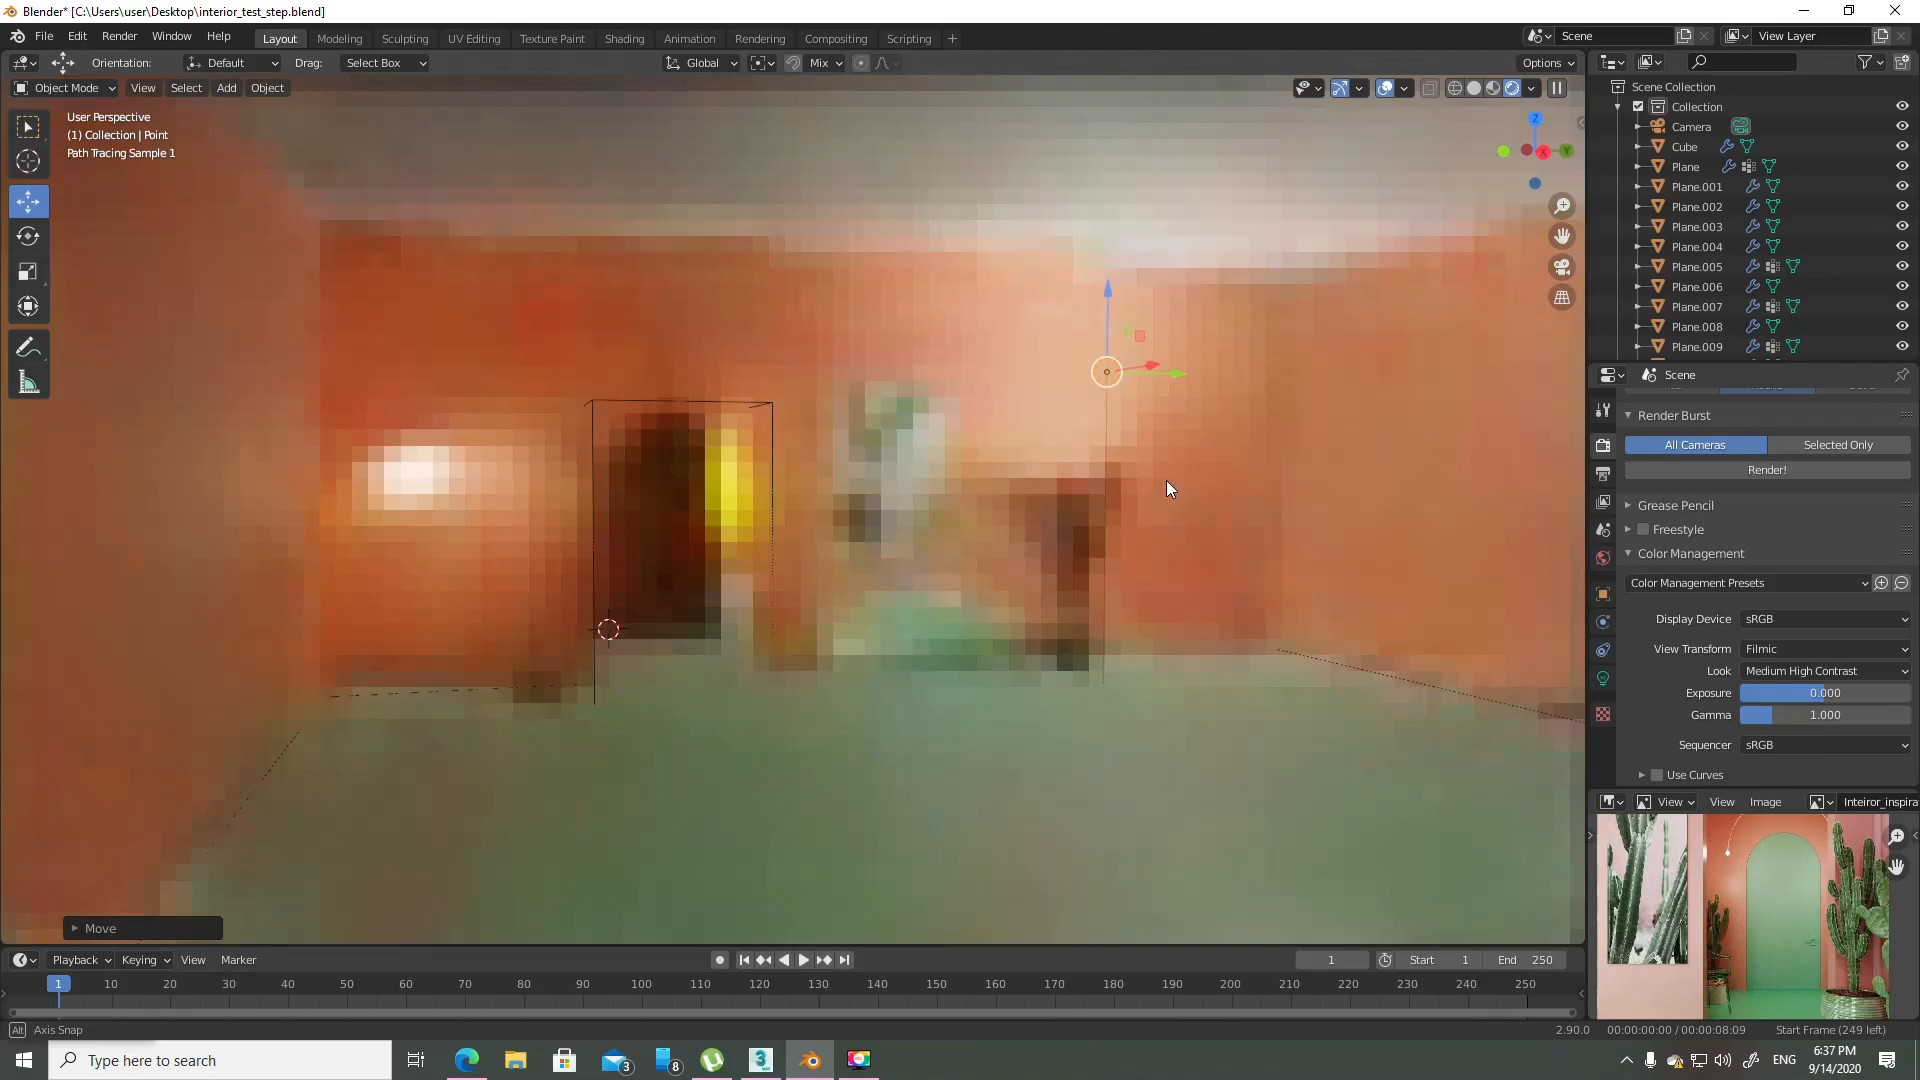 Blender* [C:\Users\user\Desktop\interior_test_step.blend]
File Edit Render Window Help
Layout Modeling Sculpting UV Editing Texture Paint Shading Animation Rendering Compositing Scripting +
Scene
View Layer
Orientation: Default Drag: Select Box
Global Mix
Options
Object Mode View Select Add Object
User Perspective
(1) Collection | Point
Path Tracing Sample 1
Z
X
Y
Scene Collection
Collection
Camera
Cube
Plane
Plane.001
Plane.002
Plane.003
Plane.004
Plane.005
Plane.006
Plane.007
Plane.008
Plane.009
Scene
Render Burst
All Cameras Selected Only
Render!
Grease Pencil
Freestyle
Color Management
Color Management Presets
Display Device sRGB
View Transform Filmic
Look Medium High Contrast
Exposure 0.000
Gamma 1.000
Sequencer sRGB
Use Curves
View View Image Inteiror_inspira
Move
Playback Keying View Marker
1 Start 1 End 250
1 10 20 30 40 50 60 70 80 90 100 110 120 130 140 150 160 170 180 190 200 210 220 230 240 250
Alt Axis Snap
2.90.0 00:00:00:00 / 00:00:08:09 Start Frame (249 left)
Type here to search
3
8
3
ENG
6:37 PM
9/14/2020